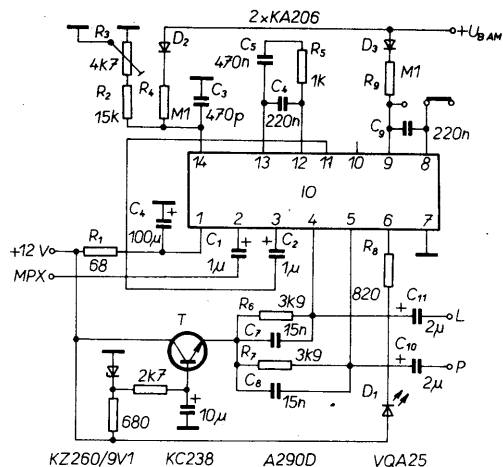 2×KA206
+U_BAM
R3
4k7
D2
C5
470n
R5
1k
D3
R2
15k
R4
M1
C3
470p
C4
220n
R9
M1
C9
220n
14
13
12
11
10
9
8
IO
1
2
3
4
5
6
7
+12 V
R1
68
C4
100µ
+
C1
1µ
+
+
C2
1µ
R8
820
MPX
R6
3k9
C7
15n
R7
3k9
C8
15n
C11
+
2µ
L
C10
+
2µ
P
T
2k7
680
+
10µ
D1
KZ260/9V1
KC238
A290D
VQA25